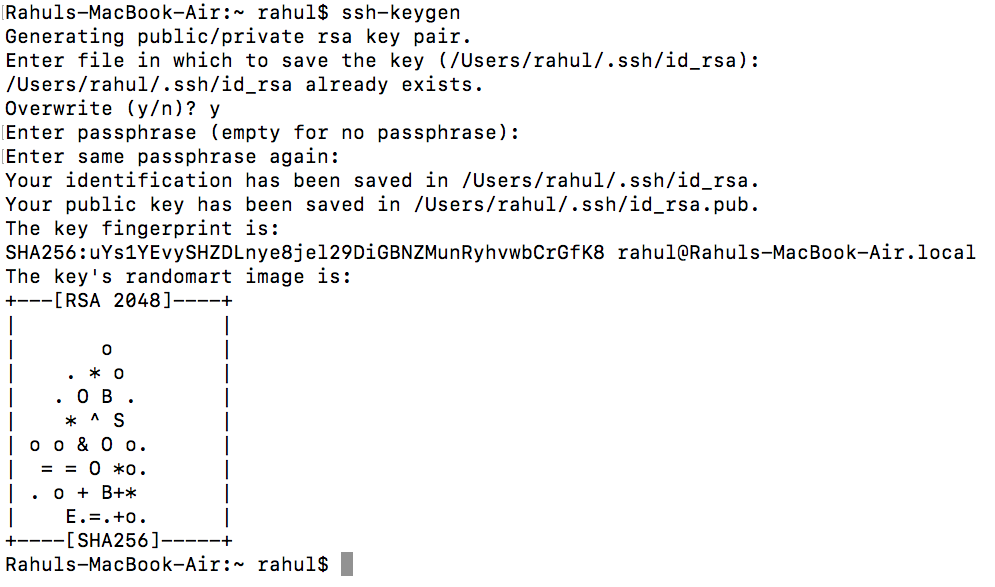 Rahuls-MacBook-Air:~ rahul$ ssh-keygen
Generating public/private rsa key pair.
Enter file in which to save the key (/Users/rahul/.ssh/id_rsa):
/Users/rahul/.ssh/id_rsa already exists.
Overwrite (y/n)? y
Enter passphrase (empty for no passphrase):
Enter same passphrase again:
Your identification has been saved in /Users/rahul/.ssh/id_rsa.
Your public key has been saved in /Users/rahul/.ssh/id_rsa.pub.
The key fingerprint is:
SHA256:uYs1YEvySHZDLnye8jel29DiGBNZMunRyhvwbCrGfK8 rahul@Rahuls-MacBook-Air.local
The key's randomart image is:
+---[RSA 2048]----+
|                 |
|       o         |
|    . * o        |
|   . O B .       |
|    * ^ S        |
| o o & O o.      |
|  = = O *o.      |
| . o + B+*       |
|    E.=.+o.      |
+----[SHA256]-----+
Rahuls-MacBook-Air:~ rahul$